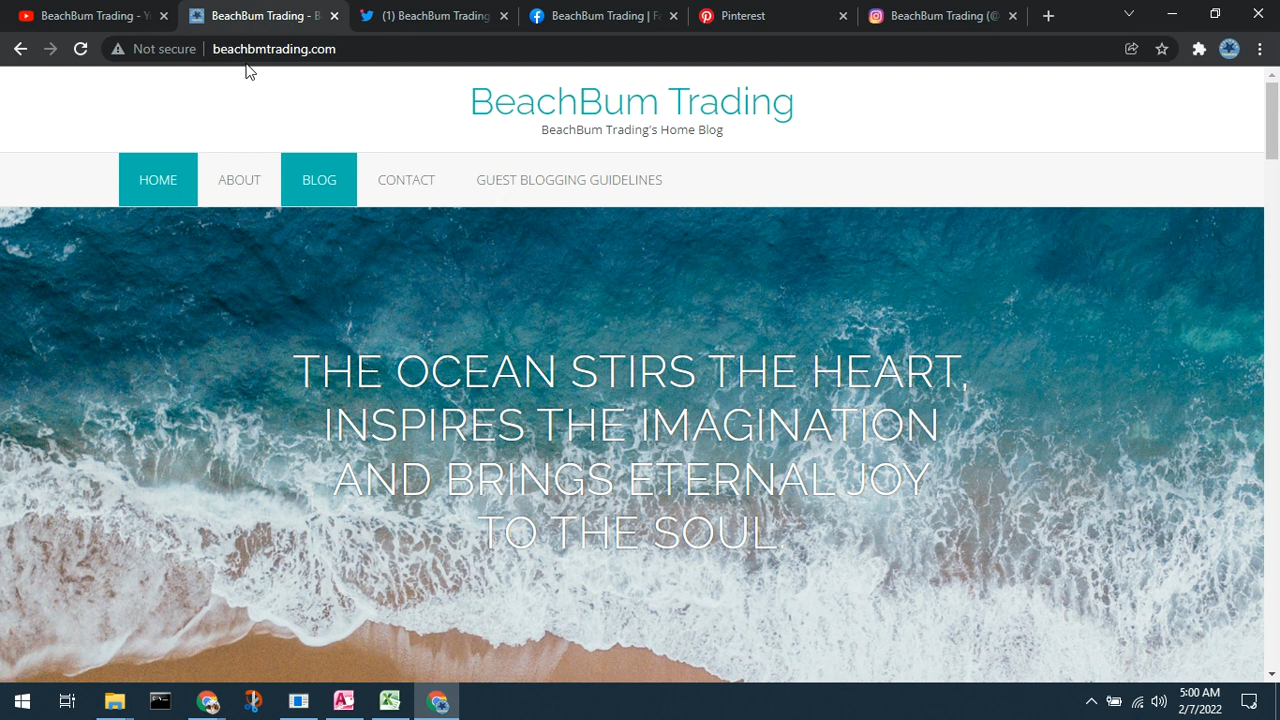 BeachBum Trading - Y
BeachBum Trading - B
(1) BeachBum Trading
BeachBum Trading | Fa
Pinterest
BeachBum Trading (@
Not secure
beachbmtrading.com
BeachBum Trading
BeachBum Trading's Home Blog
HOME
ABOUT
BLOG
CONTACT
GUEST BLOGGING GUIDELINES
THE OCEAN STIRS THE HEART,
INSPIRES THE IMAGINATION
AND BRINGS ETERNAL JOY
TO THE SOUL.
5:00 AM
2/7/2022